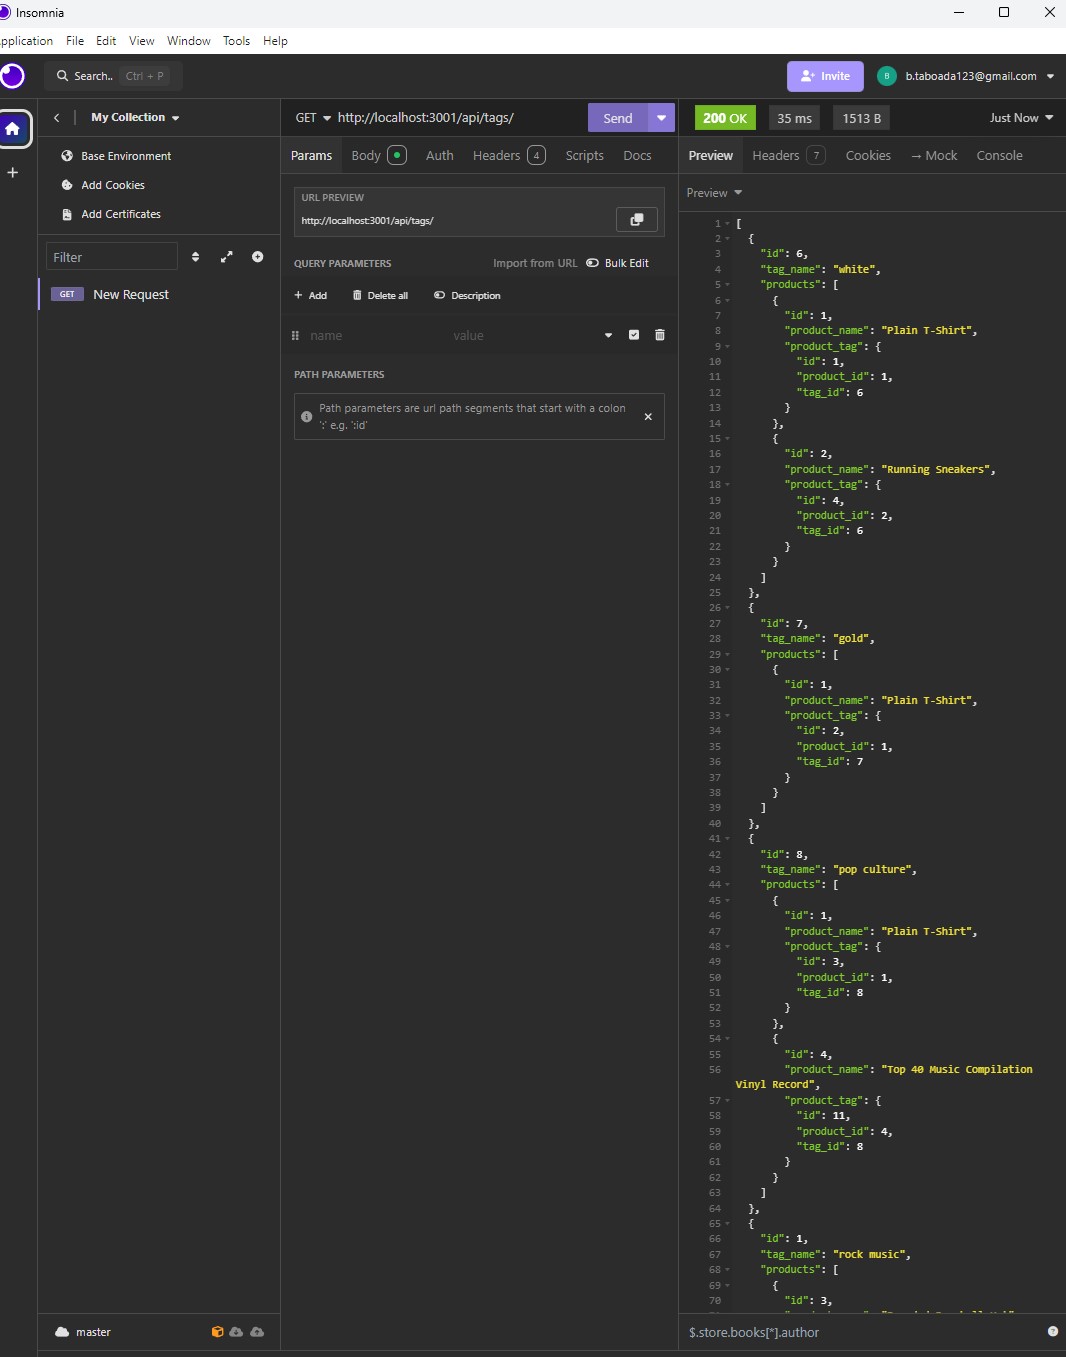 Insomnia
pplication File Edit View Window Tools Help
Search.. Ctrl + P
Invite
B b.taboada123@gmail.com
My Collection
Base Environment
Add Cookies
Add Certificates
Filter
GET New Request
master
GET http://localhost:3001/api/tags/ Send
Params Body Auth Headers 4 Scripts Docs
URL PREVIEW
http://localhost:3001/api/tags/
QUERY PARAMETERS Import from URL Bulk Edit
+ Add Delete all Description
name value
PATH PARAMETERS
Path parameters are url path segments that start with a colon
':' e.g. ':id'
200 OK 35 ms 1513 B Just Now
Preview Headers 7 Cookies → Mock Console
Preview
1 [
2 {
3 "id": 6,
4 "tag_name": "white",
5 "products": [
6 {
7 "id": 1,
8 "product_name": "Plain T-Shirt",
9 "product_tag": {
10 "id": 1,
11 "product_id": 1,
12 "tag_id": 6
13 }
14 },
15 {
16 "id": 2,
17 "product_name": "Running Sneakers",
18 "product_tag": {
19 "id": 4,
20 "product_id": 2,
21 "tag_id": 6
22 }
23 }
24 ]
25 },
26 {
27 "id": 7,
28 "tag_name": "gold",
29 "products": [
30 {
31 "id": 1,
32 "product_name": "Plain T-Shirt",
33 "product_tag": {
34 "id": 2,
35 "product_id": 1,
36 "tag_id": 7
37 }
38 }
39 ]
40 },
41 {
42 "id": 8,
43 "tag_name": "pop culture",
44 "products": [
45 {
46 "id": 1,
47 "product_name": "Plain T-Shirt",
48 "product_tag": {
49 "id": 3,
50 "product_id": 1,
51 "tag_id": 8
52 }
53 },
54 {
55 "id": 4,
56 "product_name": "Top 40 Music Compilation
Vinyl Record",
57 "product_tag": {
58 "id": 11,
59 "product_id": 4,
60 "tag_id": 8
61 }
62 }
63 ]
64 },
65 {
66 "id": 1,
67 "tag_name": "rock music",
68 "products": [
69 {
70 "id": 3,
$.store.books[*].author